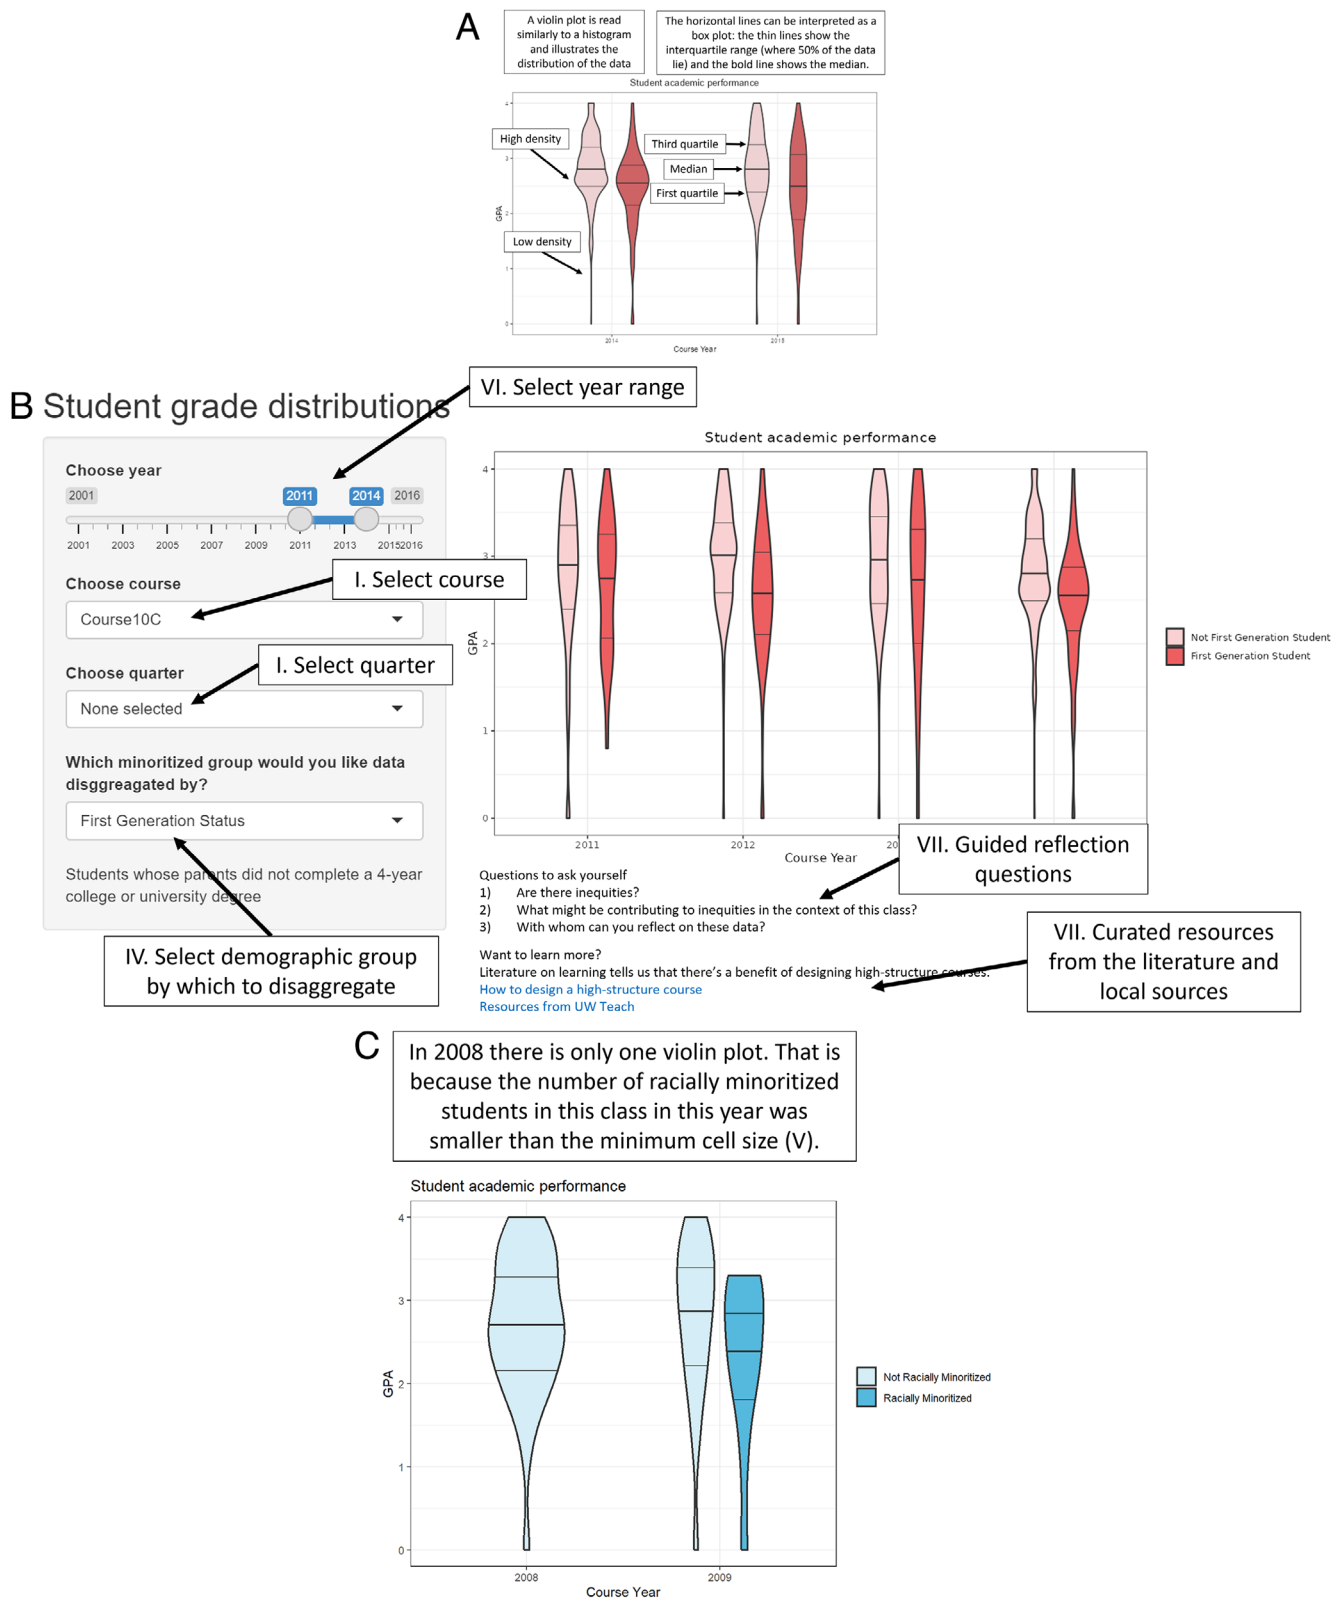 A
A violin plot is read
similarly to a histogram
and illustrates the
distribution of the data
The horizontal lines can be interpreted as a
box plot: the thin lines show the
interquartile range (where 50% of the data
lie) and the bold line shows the median.
Student academic performance
4
3
2
1
0
GPA
High density
Low density
Third quartile
Median
First quartile
2014
2015
Course Year
VI. Select year range
B Student grade distributions
Choose year
2001 2011 2014 2016
2001 2003 2005 2007 2009 2011 2013 2015 2016
I. Select course
Choose course
Course10C
I. Select quarter
Choose quarter
None selected
Which minoritized group would you like data
disggreagated by?
First Generation Status
Students whose parents did not complete a 4-year
college or university degree
IV. Select demographic group
by which to disaggregate
Student academic performance
4
3
2
1
0
GPA
2011
2012
20
Course Year
Not First Generation Student
First Generation Student
VII. Guided reflection
questions
Questions to ask yourself
1) Are there inequities?
2) What might be contributing to inequities in the context of this class?
3) With whom can you reflect on these data?
Want to learn more?
Literature on learning tells us that there's a benefit of designing high-structure courses.
How to design a high-structure course
Resources from UW Teach
VII. Curated resources
from the literature and
local sources
C
In 2008 there is only one violin plot. That is
because the number of racially minoritized
students in this class in this year was
smaller than the minimum cell size (V).
Student academic performance
4
3
2
1
0
GPA
2008
2009
Course Year
Not Racially Minoritized
Racially Minoritized